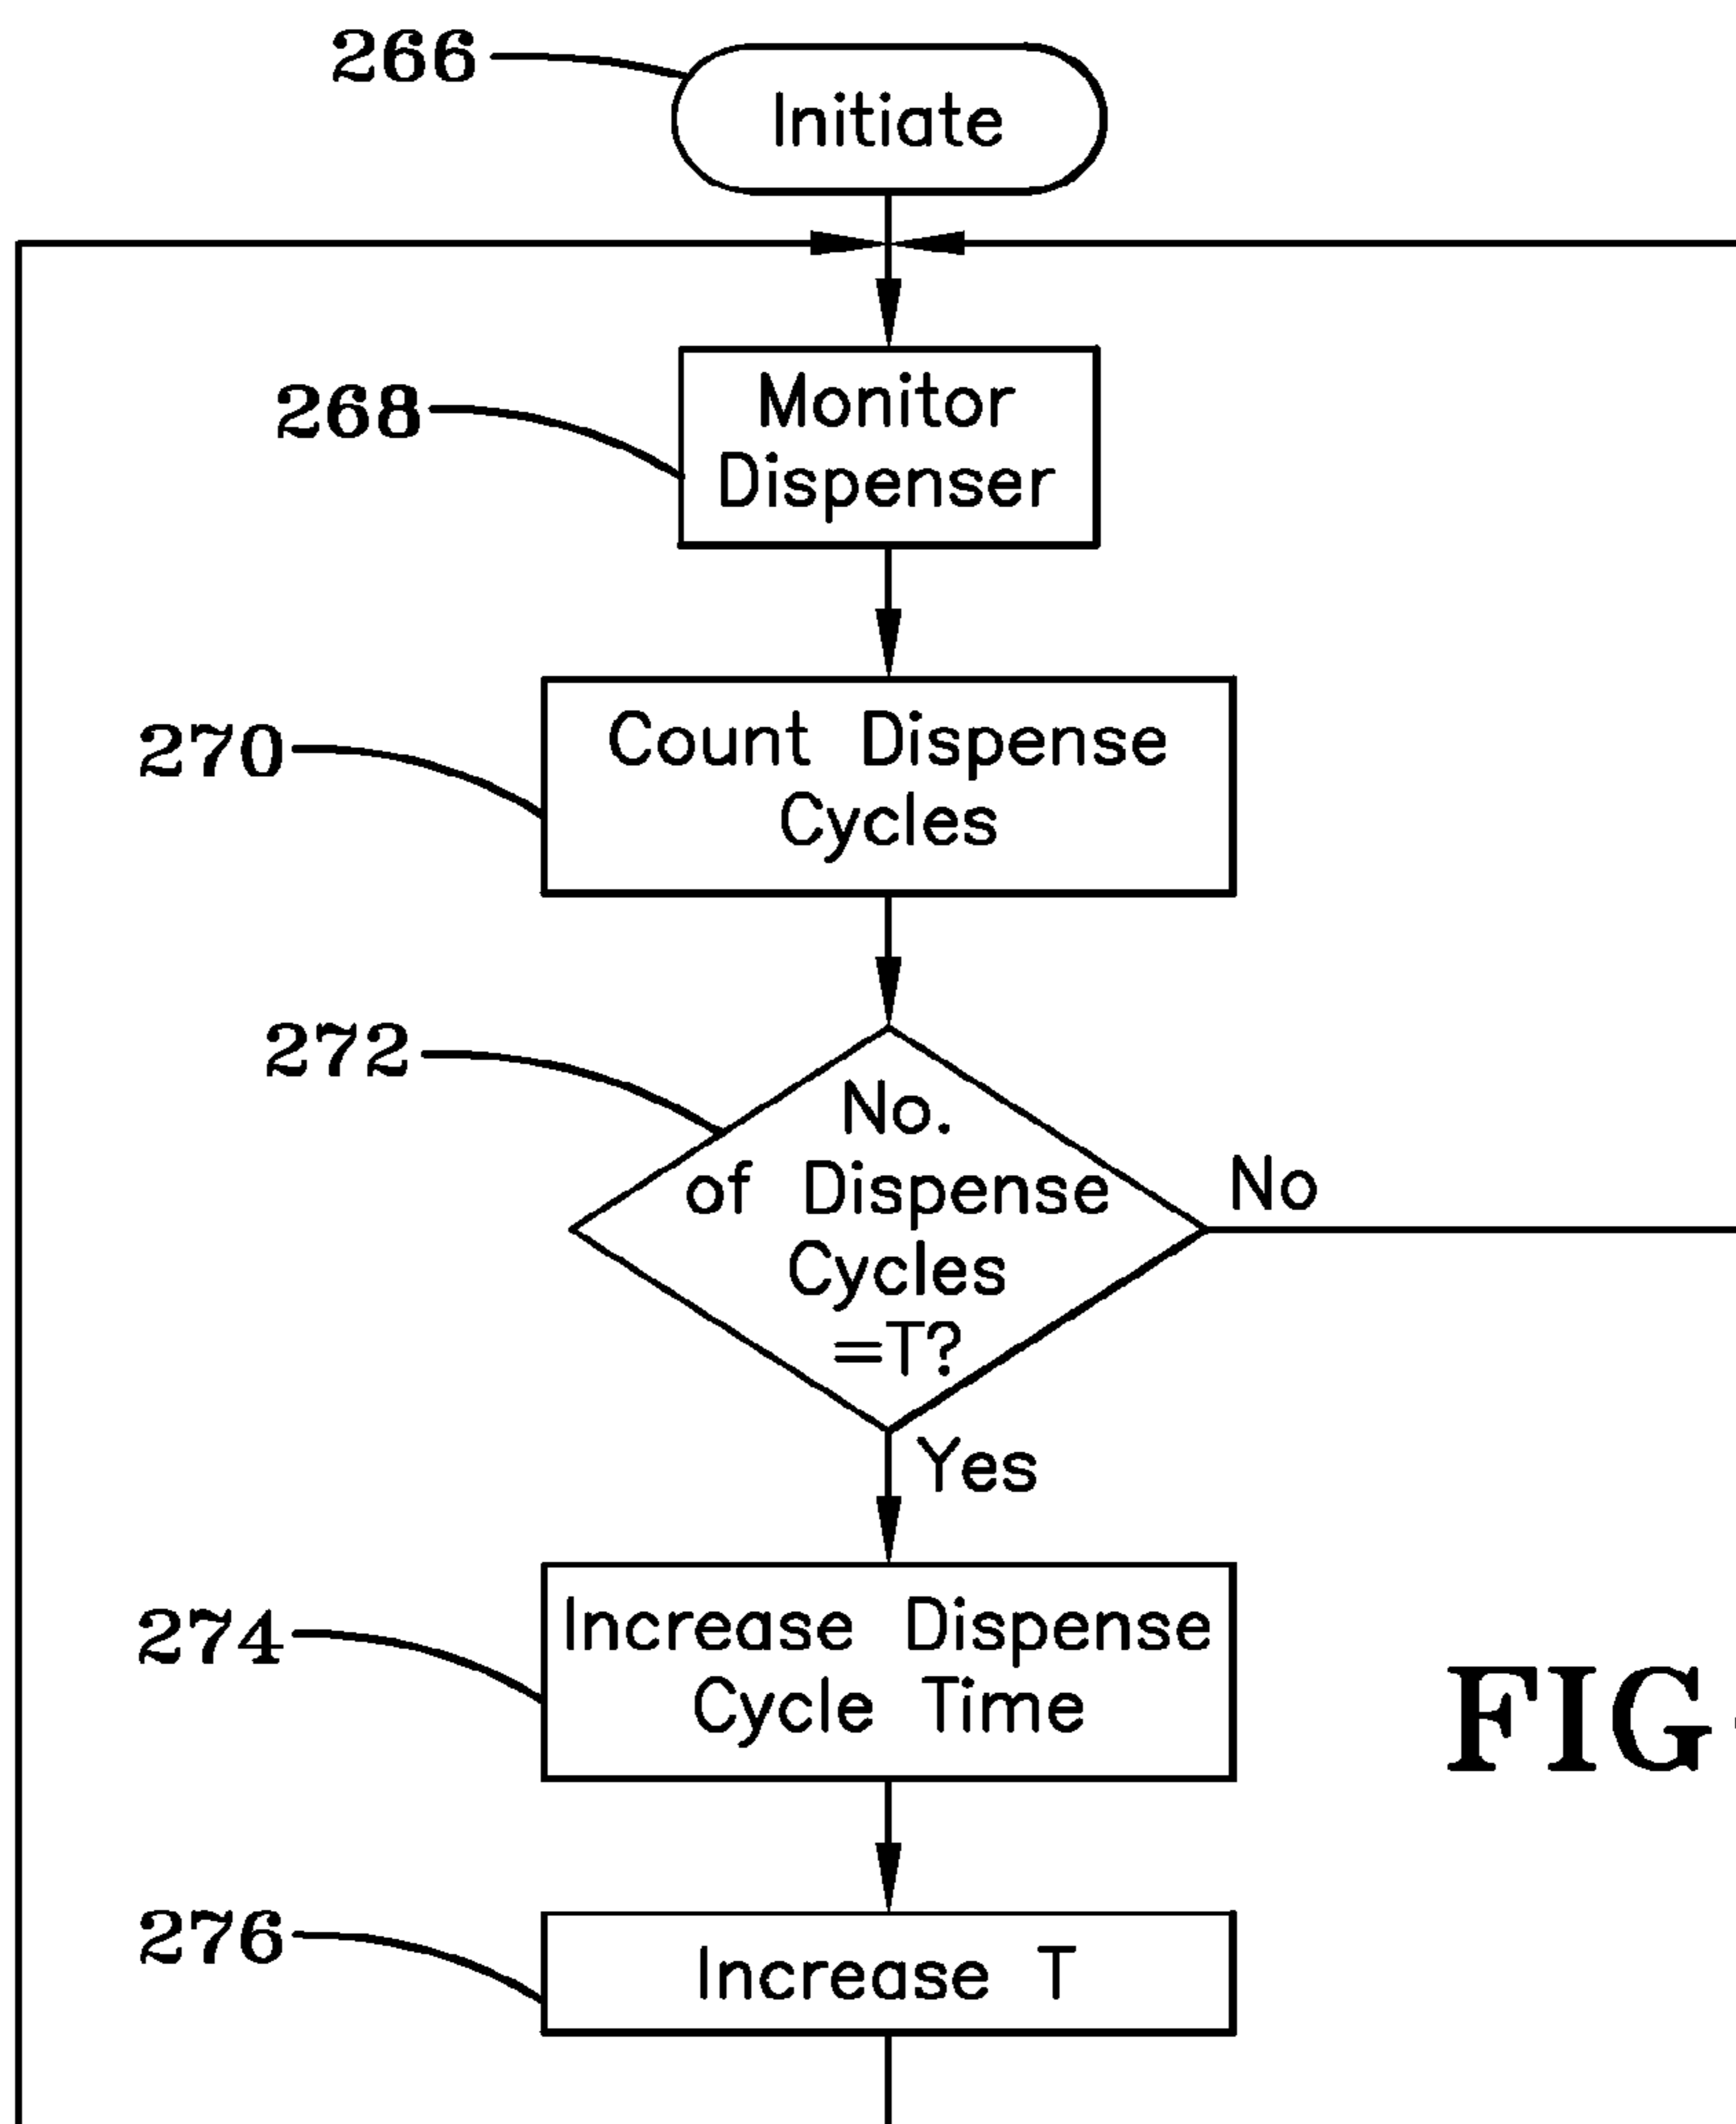 266
Initiate
268
Monitor
Dispenser
270
Count Dispense
Cycles
272
No.
of Dispense
Cycles
=T?
No
Yes
274
Increase Dispense
Cycle Time
FIG
276
Increase T